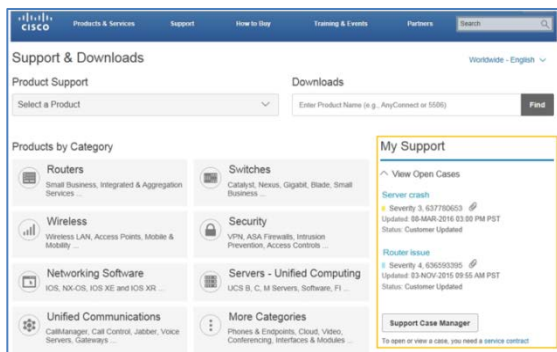 CISCO
Products & Services
Support
How to Buy
Training & Events
Partners
Search
Support & Downloads
Worldwide - English
Product Support
Downloads
Select a Product
Enter Product Name (e.g., AnyConnect or 5506)
Find
Products by Category
Routers
Small Business, Integrated & Aggregation
Services ...
Switches
Catalyst, Nexus, Gigabit, Blade, Small
Business ...
Wireless
Wireless LAN, Access Points, Mobile &
Mobility ...
Security
VPN, ASA Firewalls, Intrusion
Prevention, Access Controls ...
Networking Software
IOS, NX-OS, IOS XE and IOS XR ...
Servers - Unified Computing
UCS B, C, M Servers, Software, FI ...
Unified Communications
CallManager, Call Control, Jabber, Voice
Servers, Gateways ...
More Categories
Phones & Endpoints, Cloud, Video,
Conferencing, Interfaces & Modules ...
My Support
View Open Cases
Server crash
Severity 3, 637780653
Updated: 08-MAR-2016 03:00 PM PST
Status: Customer Updated
Router issue
Severity 4, 636593395
Updated: 03-NOV-2015 09:55 AM PST
Status: Customer Updated
Support Case Manager
To open or view a case, you need a service contract